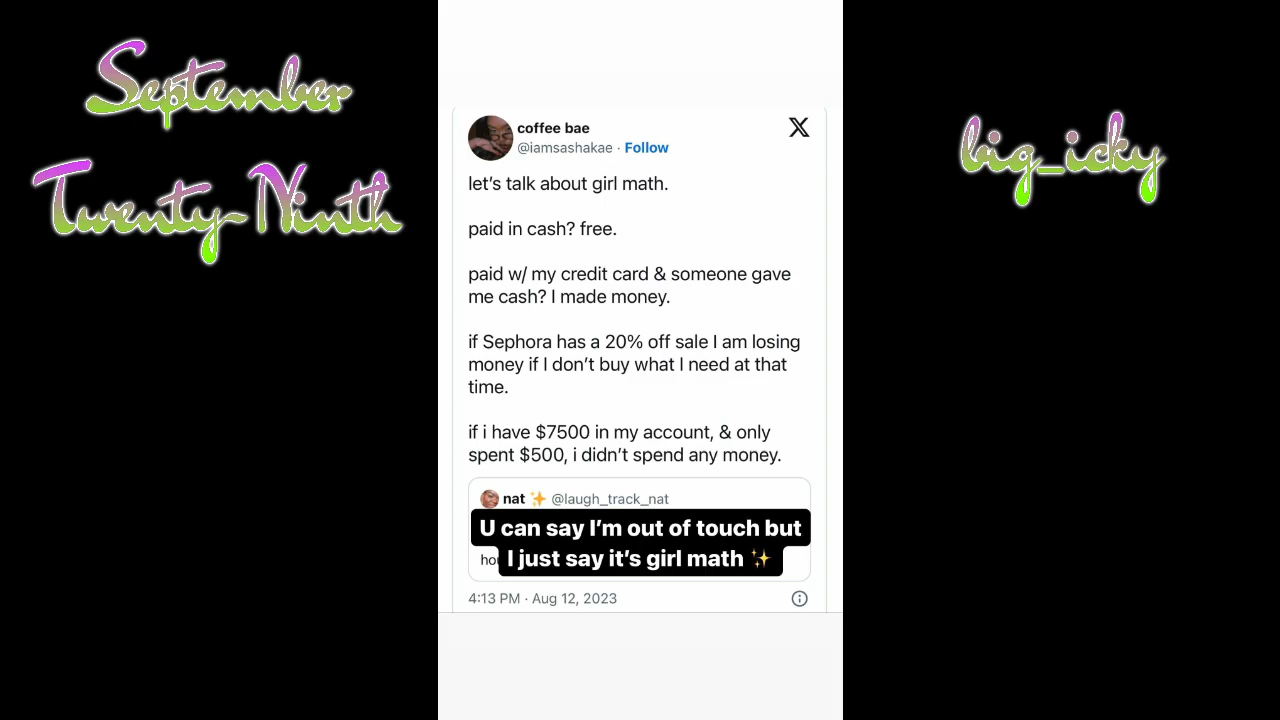 September
Twenty-Ninth
big_icky
coffee bae
@iamsashakae · Follow
X
let’s talk about girl math.
paid in cash? free.
paid w/ my credit card & someone gave
me cash? I made money.
if Sephora has a 20% off sale I am losing
money if I don’t buy what I need at that
time.
if i have $7500 in my account, & only
spent $500, i didn’t spend any money.
nat ✨ @laugh_track_nat
U can say I’m out of touch but
I just say it’s girl math ✨
4:13 PM · Aug 12, 2023